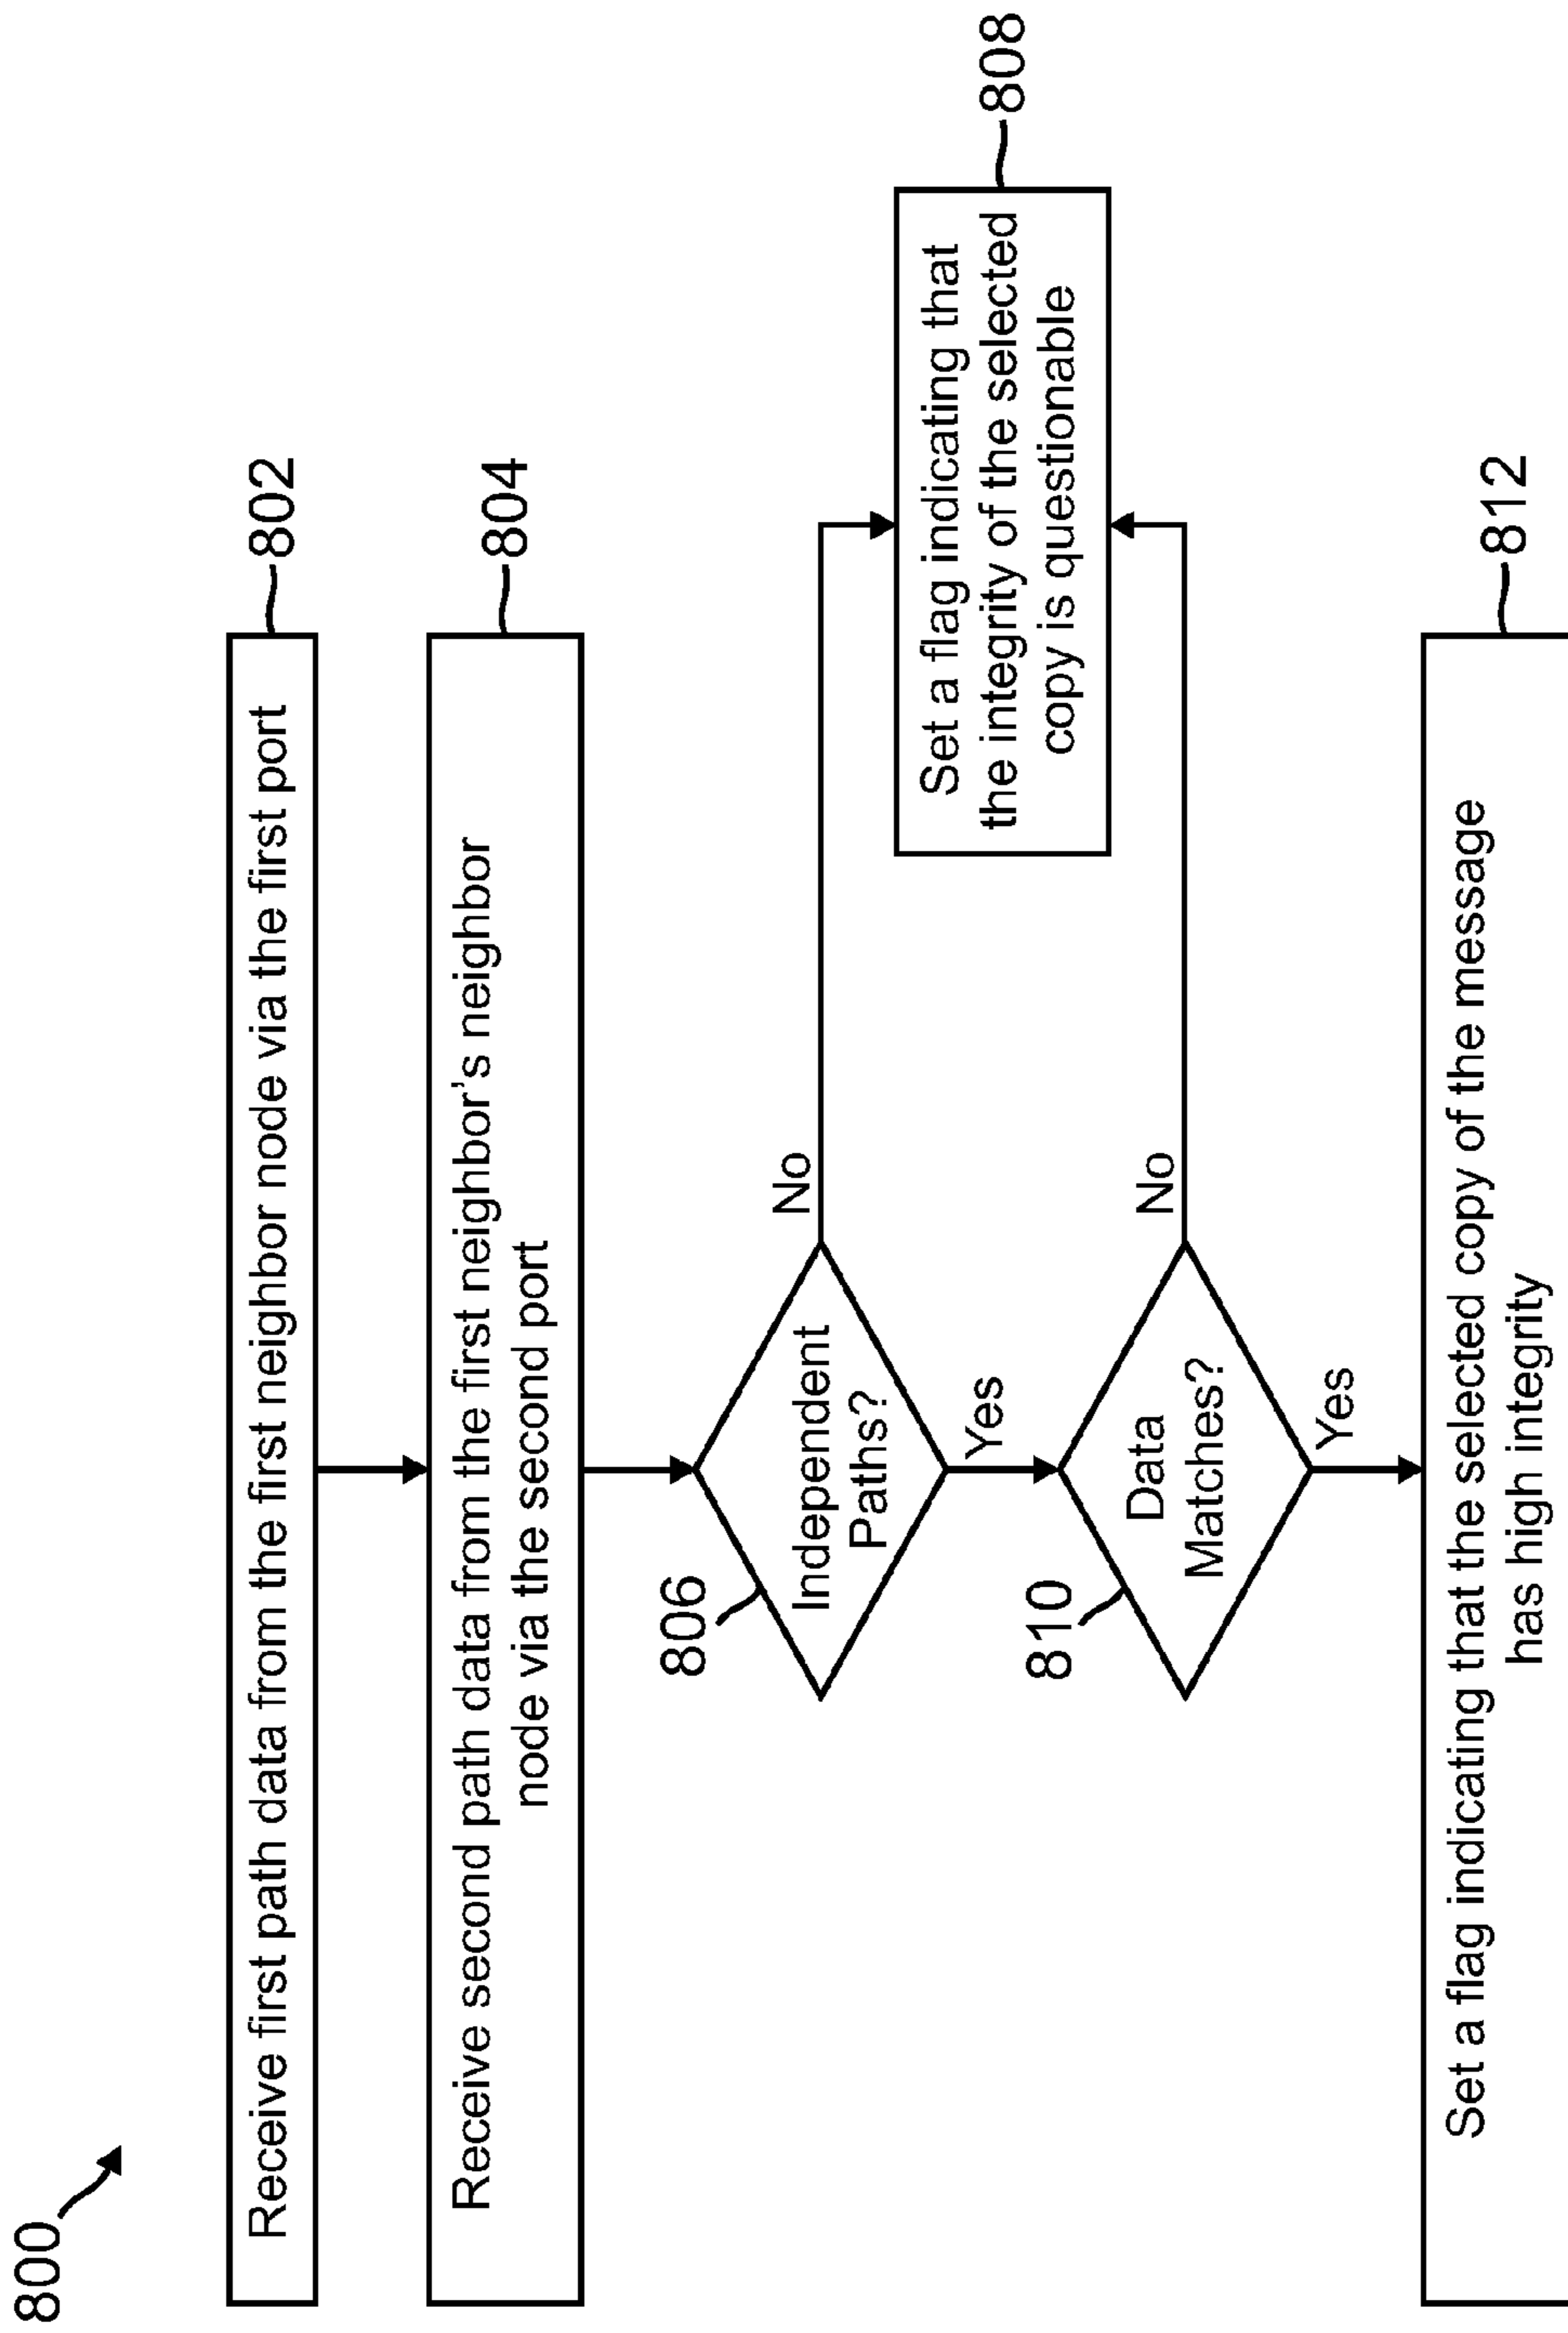 800
Receive first path data from the first neighbor node via the first port
802
Receive second path data from the first neighbor's neighbor
node via the second port
804
806
Independent
Paths?
No
Yes
Set a flag indicating that
the integrity of the selected
copy is questionable
808
810
Data
Matches?
No
Yes
Set a flag indicating that the selected copy of the message
has high integrity
812